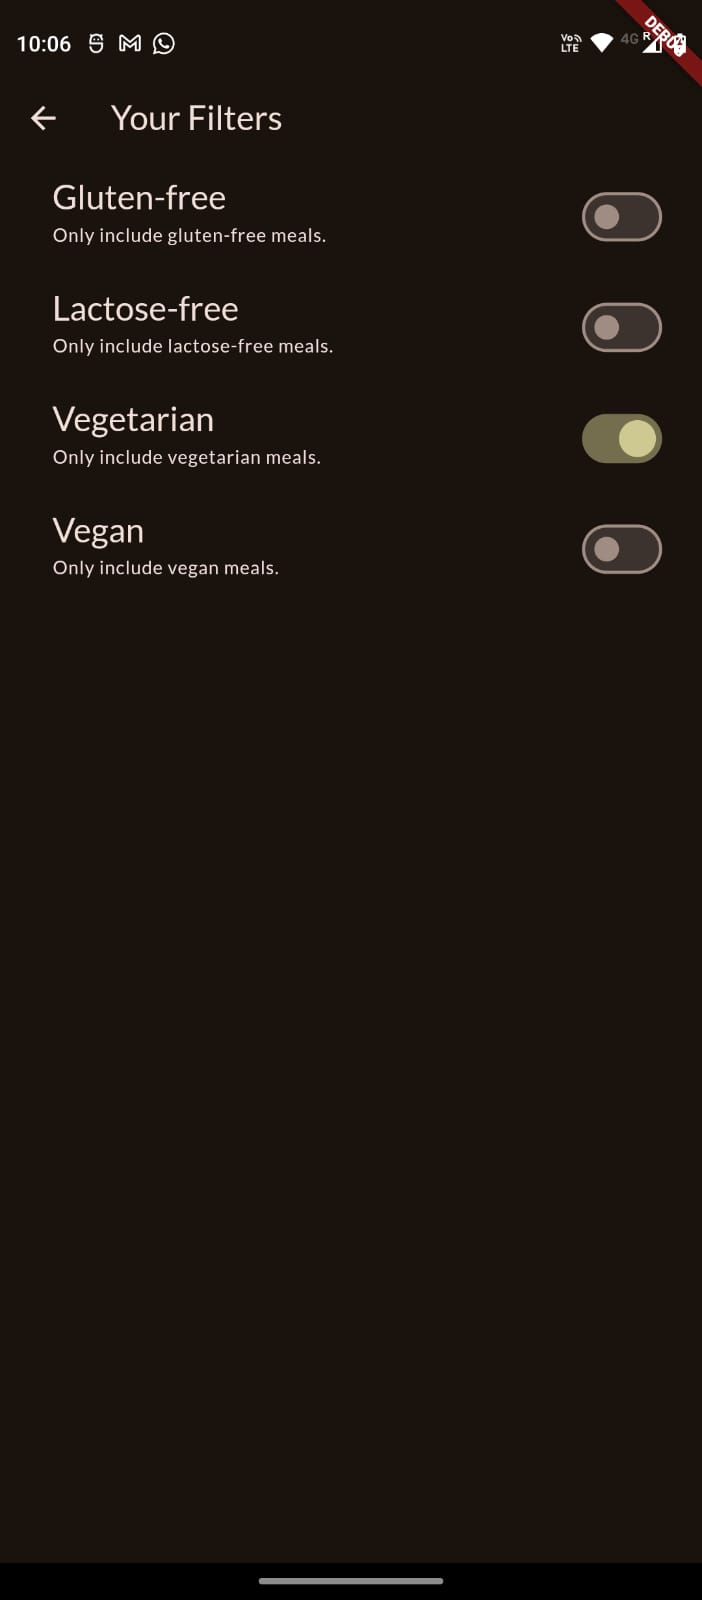 10:06 Vo LTE 4G R DEBUG
Your Filters
Gluten-free
Only include gluten-free meals.
Lactose-free
Only include lactose-free meals.
Vegetarian
Only include vegetarian meals.
Vegan
Only include vegan meals.